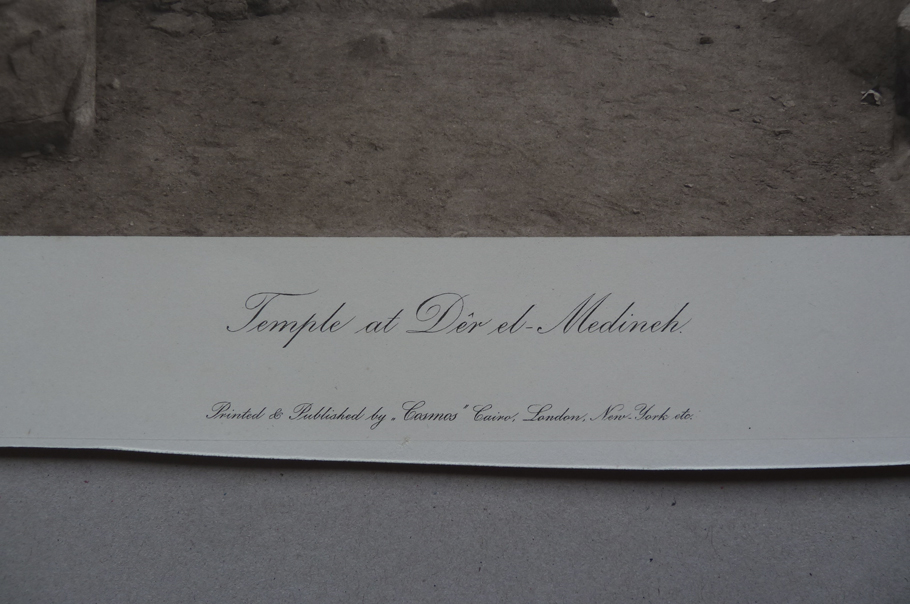 Temple at Dêr el-Medineh.
Printed & Published by „Cosmos” Cairo, London, New-York etc.